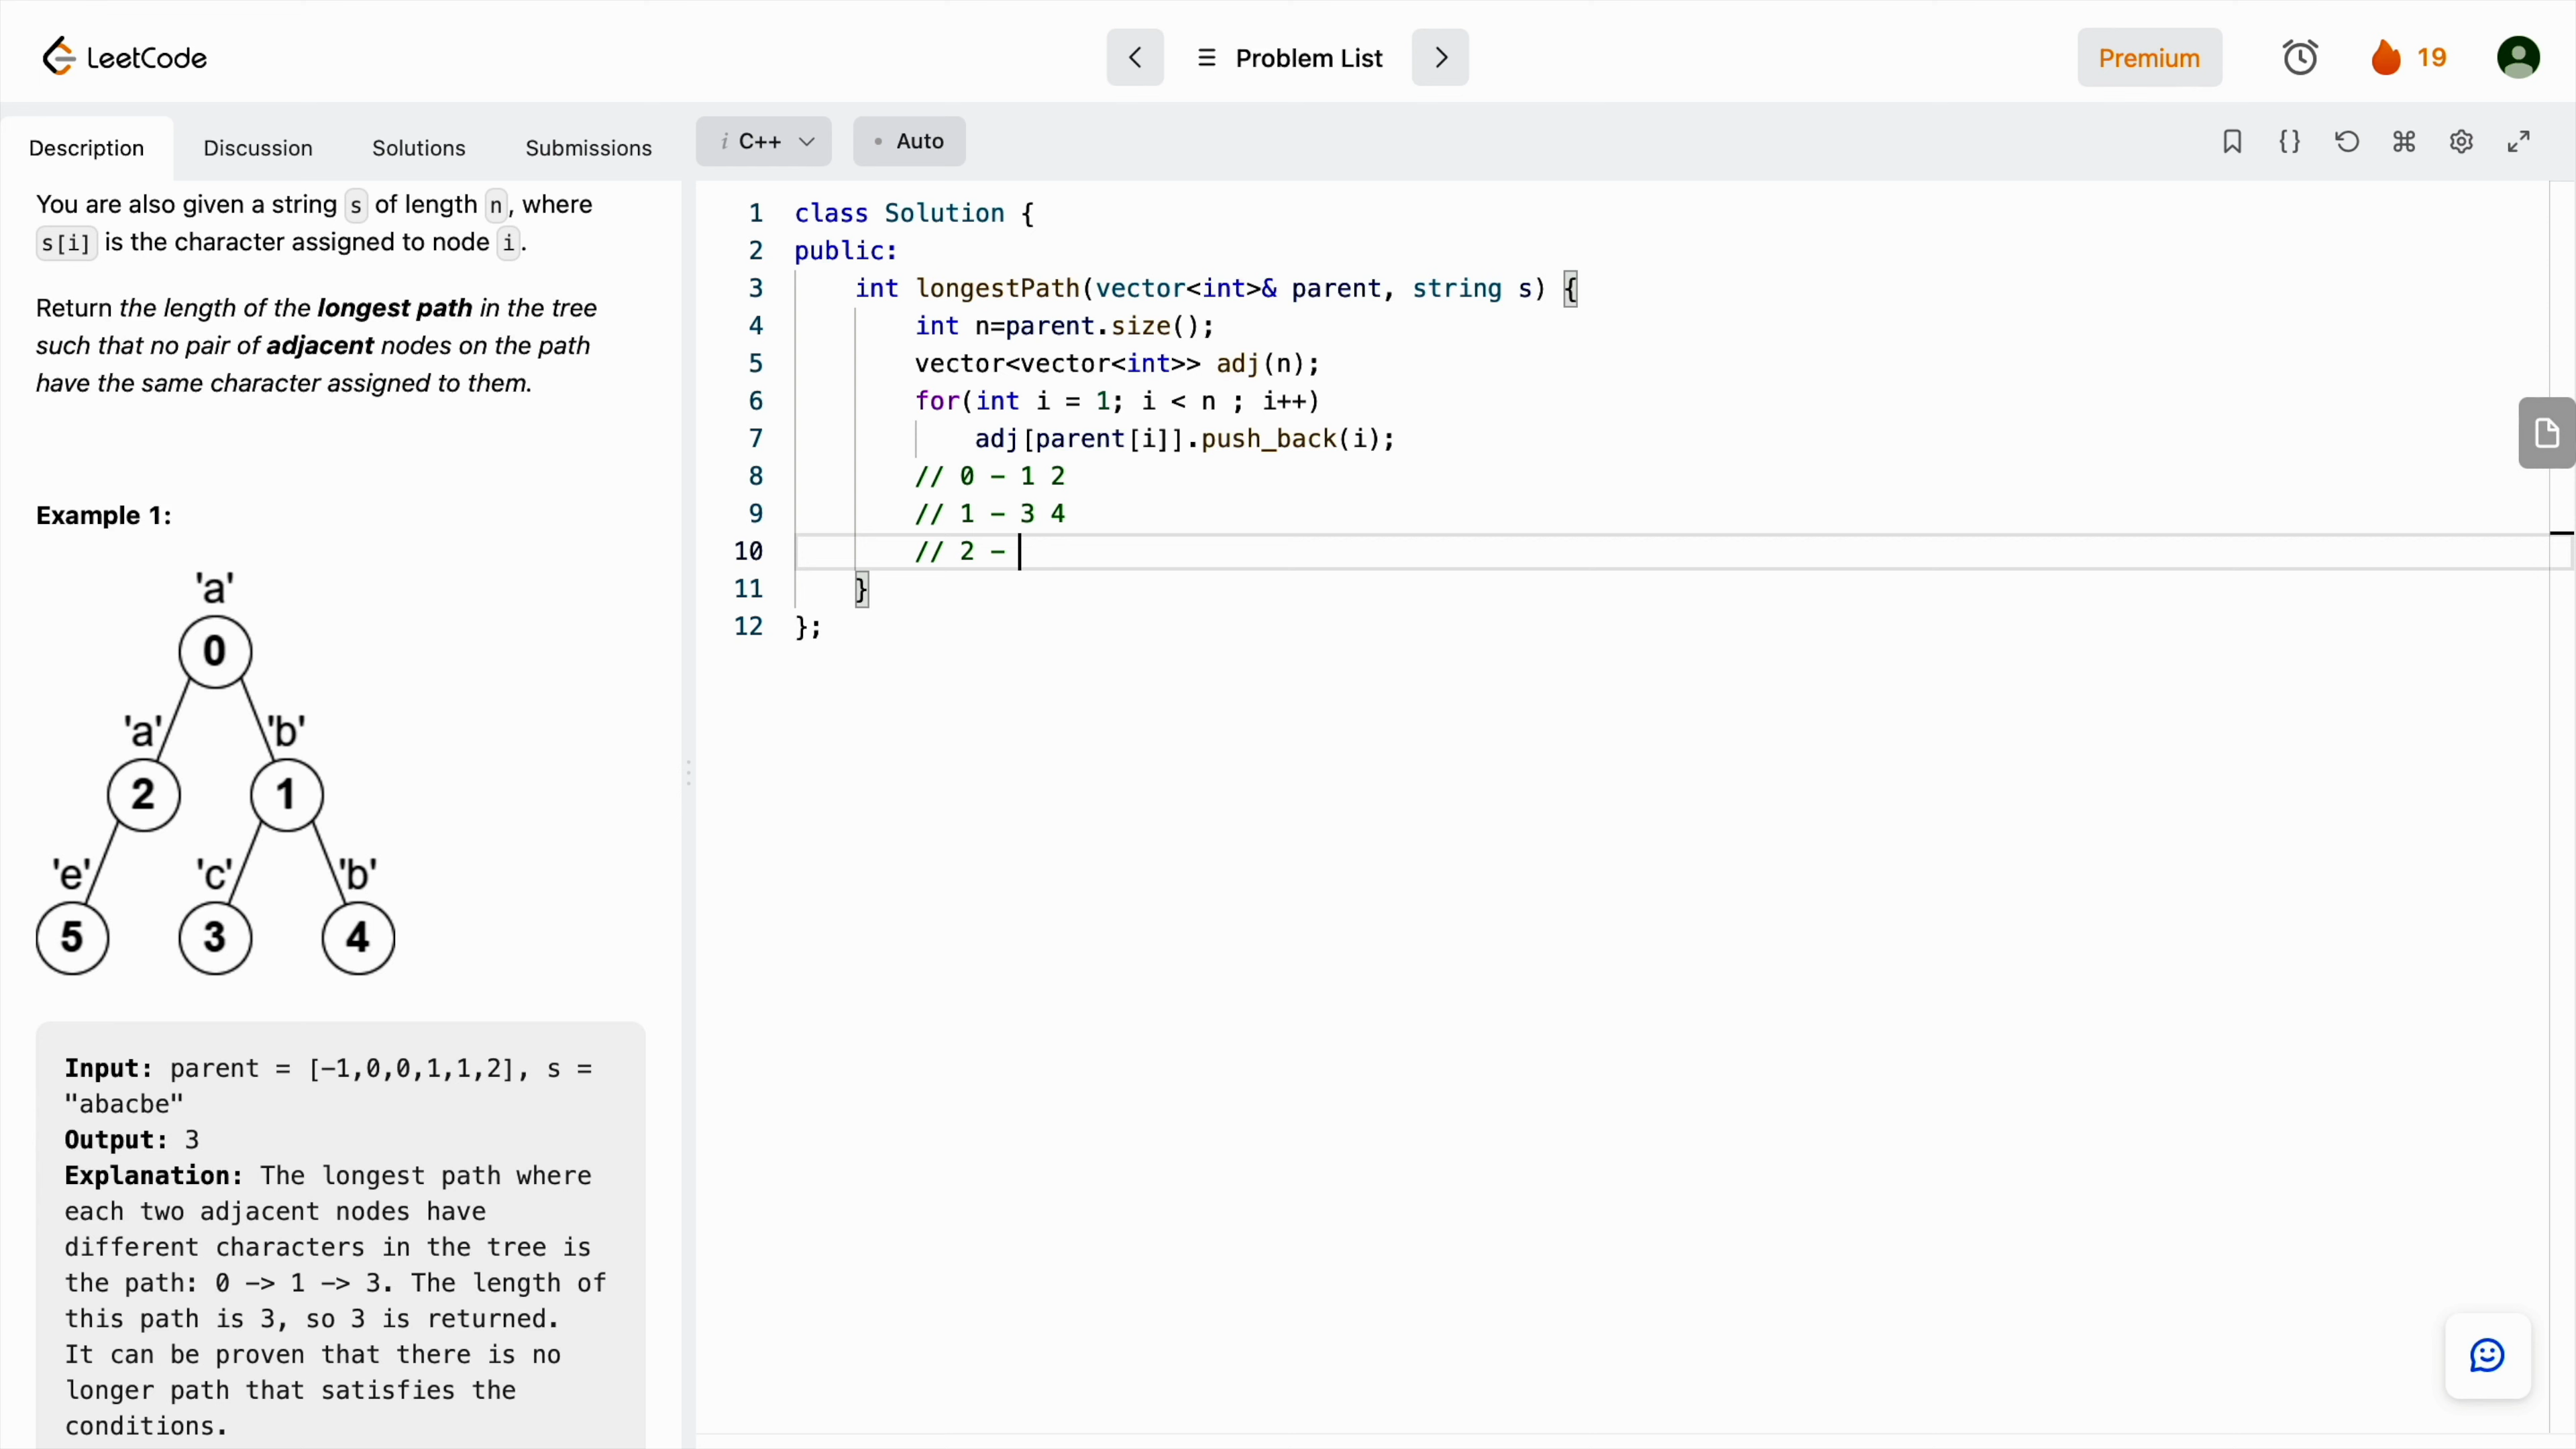 LeetCode
Problem List
Premium
19
Description
Discussion
Solutions
Submissions
i C++
Auto
You are also given a string s of length n, where
s[i] is the character assigned to node i.
Return the length of the longest path in the tree
such that no pair of adjacent nodes on the path
have the same character assigned to them.
Example 1:
'a'
0
'a'
'b'
2
1
'e'
'c'
'b'
5
3
4
Input: parent = [-1,0,0,1,1,2], s =
"abacbe"
Output: 3
Explanation: The longest path where
each two adjacent nodes have
different characters in the tree is
the path: 0 -> 1 -> 3. The length of
this path is 3, so 3 is returned.
It can be proven that there is no
longer path that satisfies the
conditions.
1 class Solution {
2 public:
3 int longestPath(vector<int>& parent, string s) {
4 int n=parent.size();
5 vector<vector<int>> adj(n);
6 for(int i = 1; i < n ; i++)
7 adj[parent[i]].push_back(i);
8 // 0 - 1 2
9 // 1 - 3 4
10 // 2 -
11 }
12 };